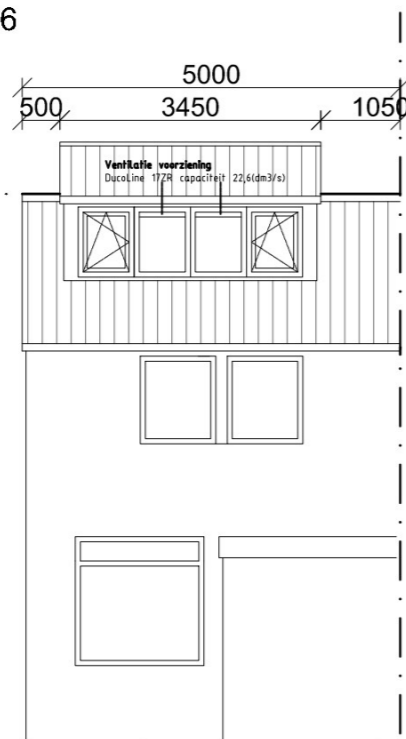 6
5000
500 3450 1050
Ventilatie voorziening
DucoLine 17ZR capaciteit 22,6(dm3/s)